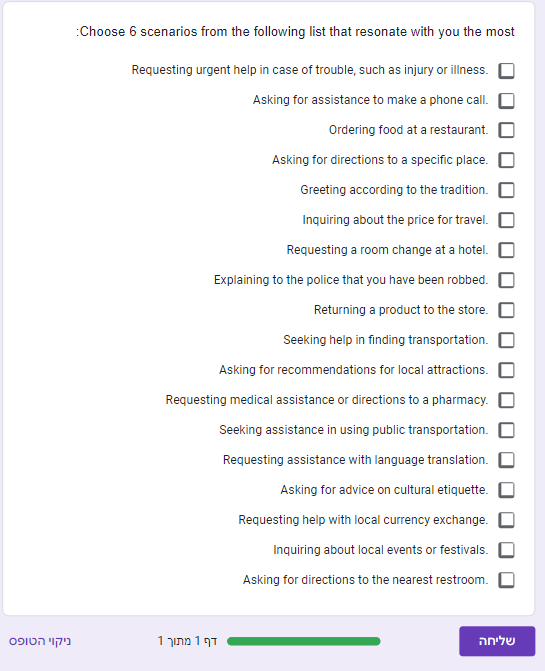 :Choose 6 scenarios from the following list that resonate with you the most
Requesting urgent help in case of trouble, such as injury or illness.
Asking for assistance to make a phone call.
Ordering food at a restaurant.
Asking for directions to a specific place.
Greeting according to the tradition.
Inquiring about the price for travel.
Requesting a room change at a hotel.
Explaining to the police that you have been robbed.
Returning a product to the store.
Seeking help in finding transportation.
Asking for recommendations for local attractions.
Requesting medical assistance or directions to a pharmacy.
Seeking assistance in using public transportation.
Requesting assistance with language translation.
Asking for advice on cultural etiquette.
Requesting help with local currency exchange.
Inquiring about local events or festivals.
Asking for directions to the nearest restroom.
שליחה
דף 1 מתוך 1
ניקוי הטופס